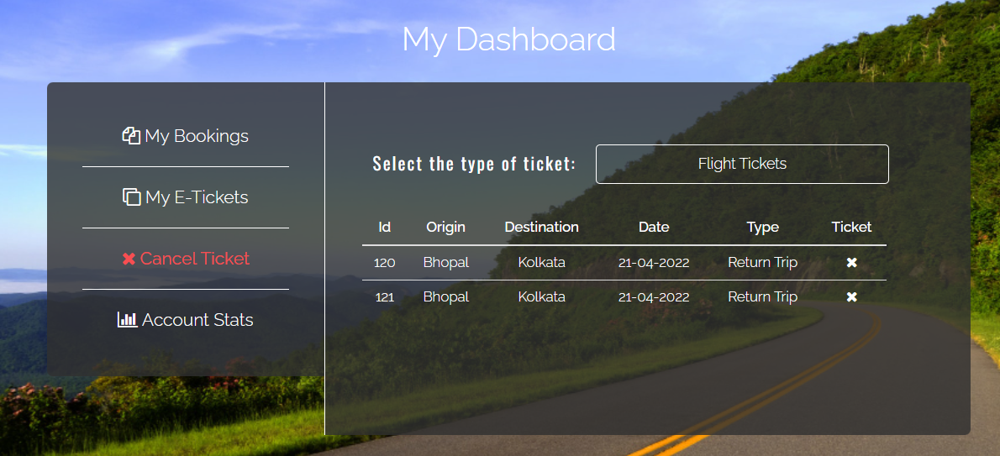 My Dashboard
My Bookings
My E-Tickets
Cancel Ticket
Account Stats
Select the type of ticket: Flight Tickets
Id Origin Destination Date Type Ticket
120 Bhopal Kolkata 21-04-2022 Return Trip
121 Bhopal Kolkata 21-04-2022 Return Trip